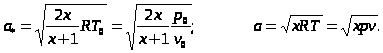 a* = √(2x/(x+1) RT₀) = √(2x/(x+1) p₀/v₀); a = √(xRT) = √(xpv).